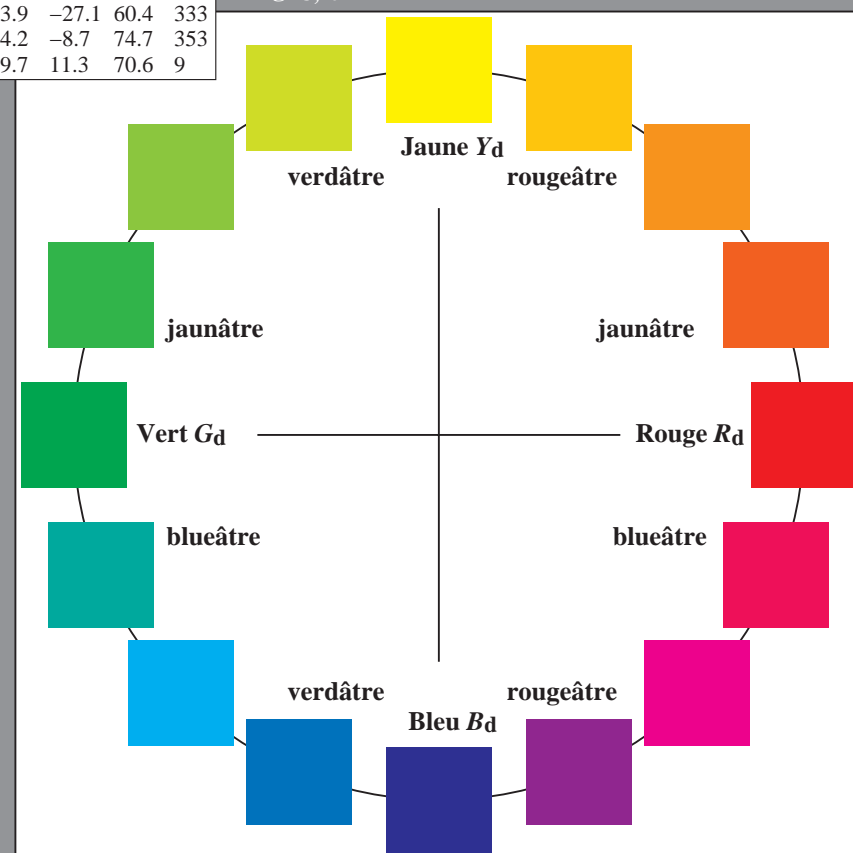 3.9 −27.1 60.4 333
4.2 −8.7 74.7 353
9.7 11.3 70.6 9
Jaune Yd
verdâtre rougeâtre
jaunâtre jaunâtre
Vert Gd Rouge Rd
blueâtre blueâtre
verdâtre rougeâtre
Bleu Bd